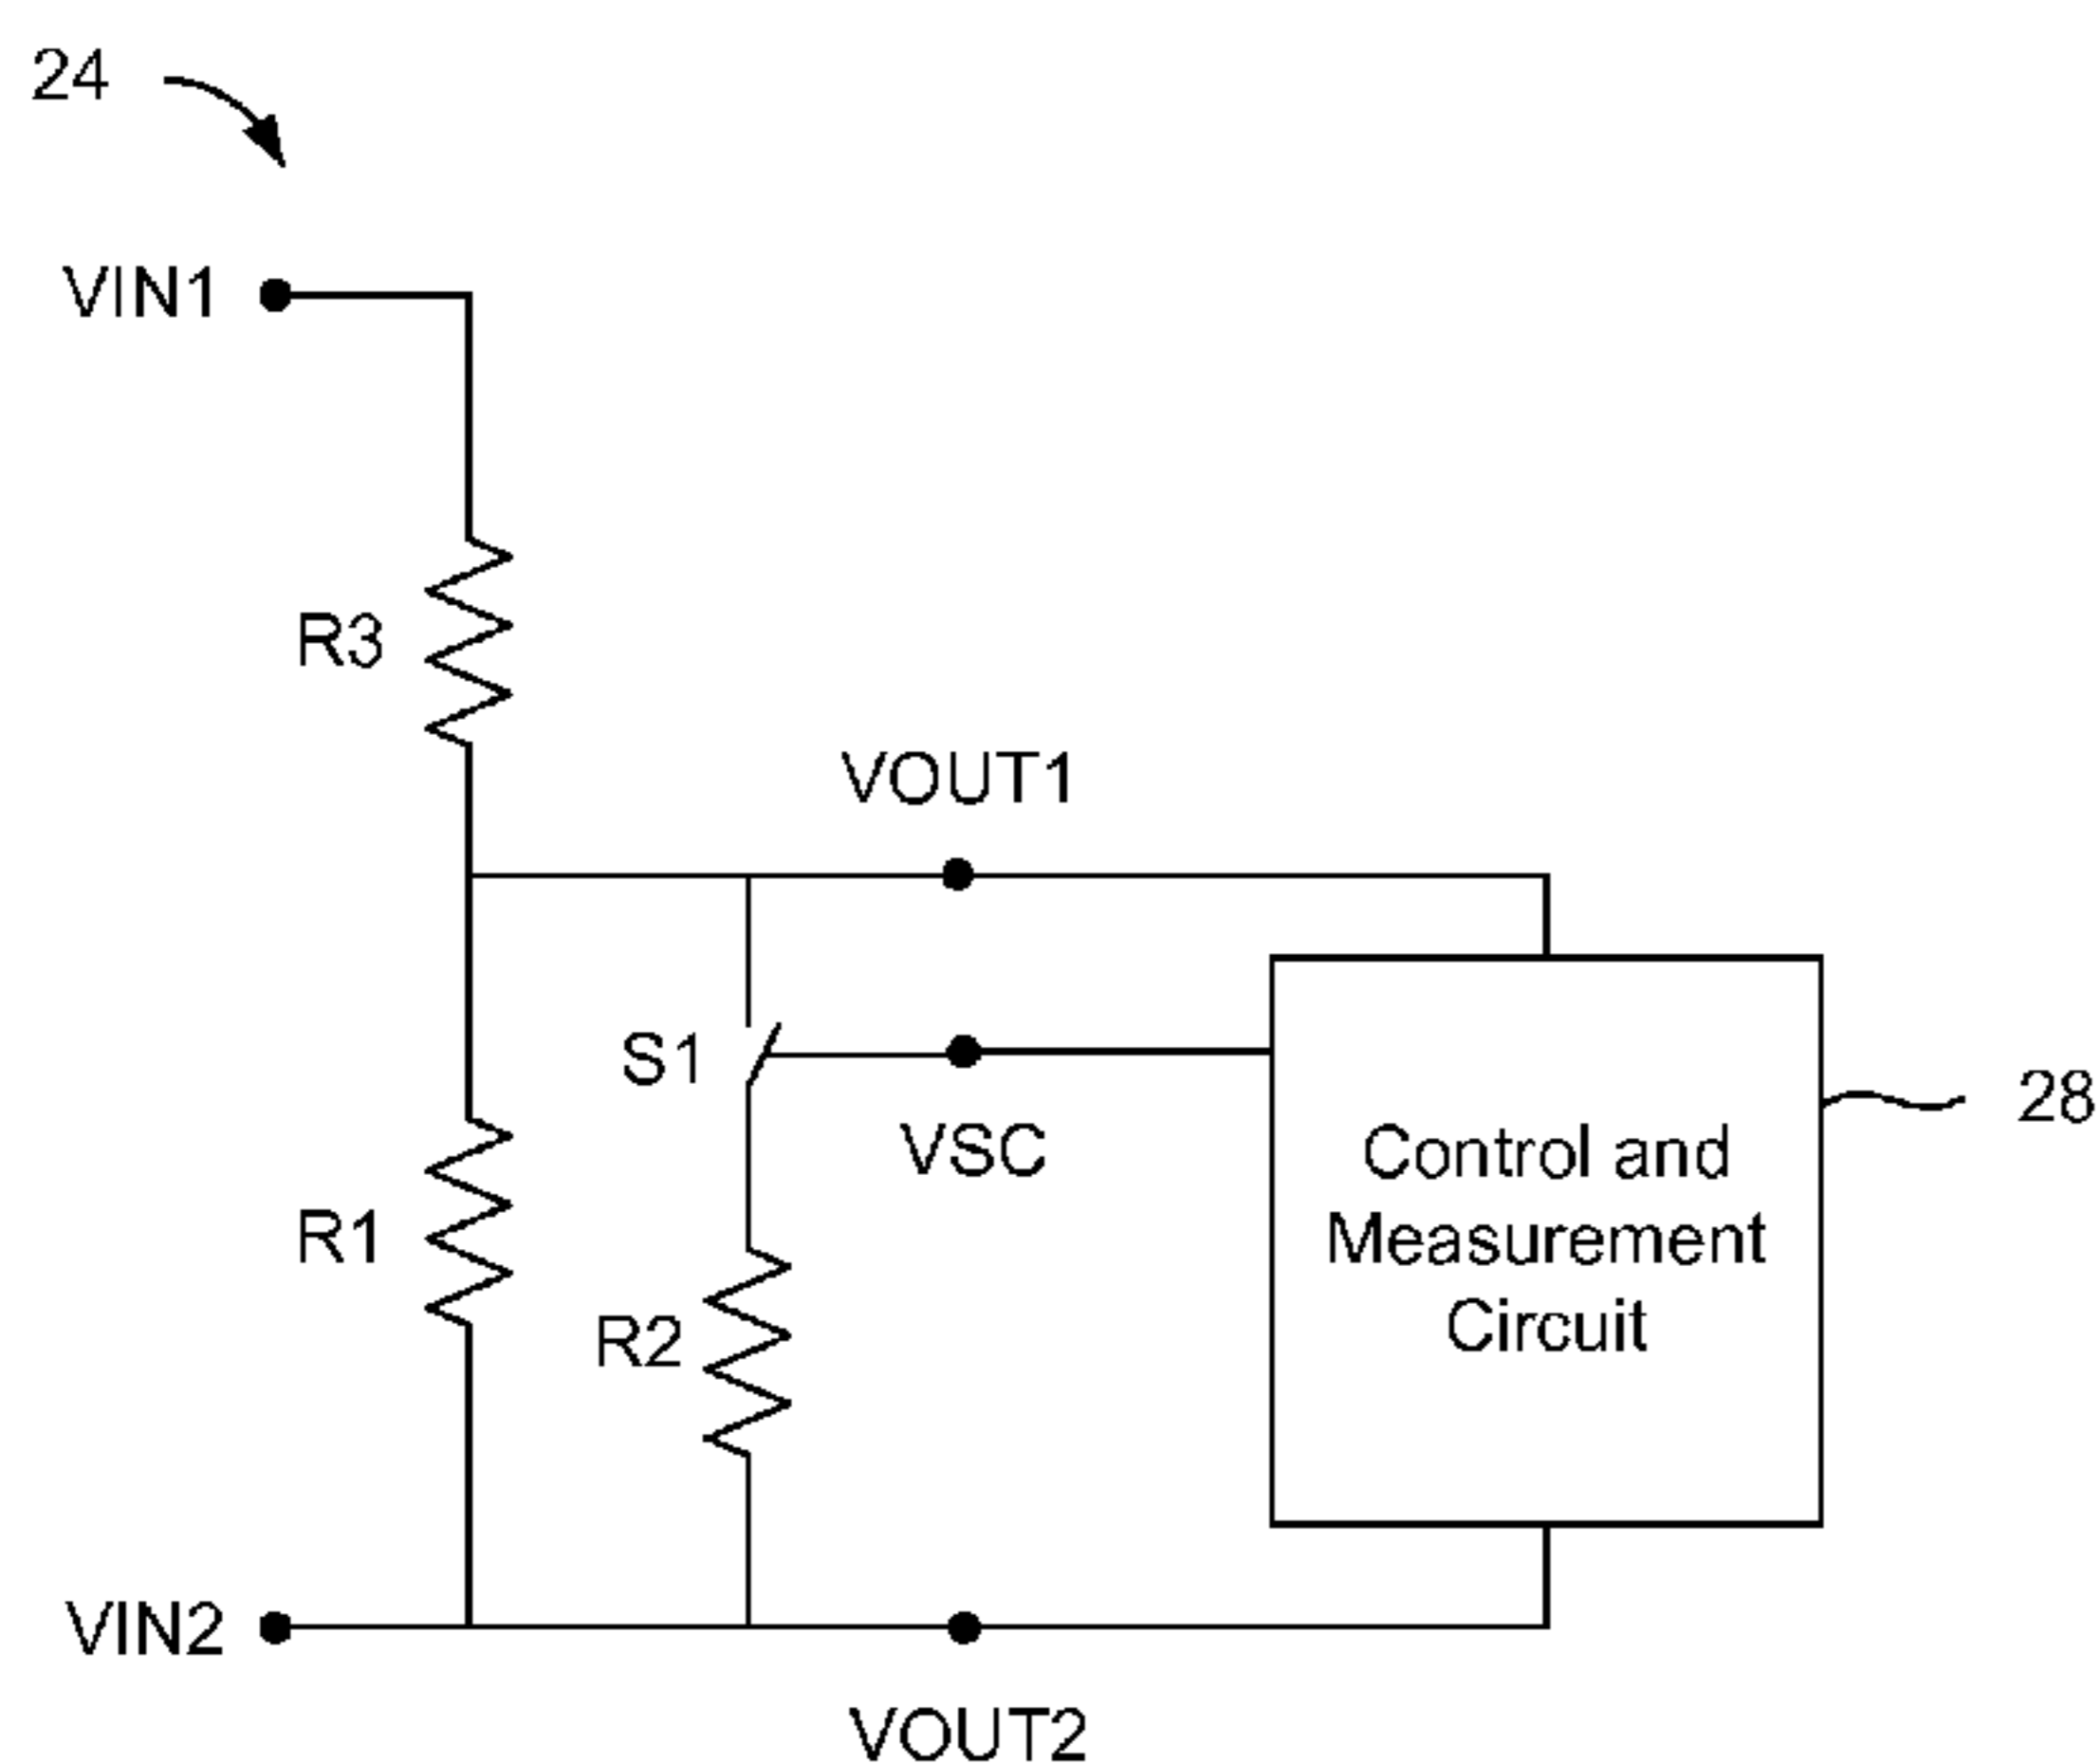 24
VIN1
R3
VOUT1
S1
VSC
28
Control and
Measurement
Circuit
R1
R2
VIN2
VOUT2